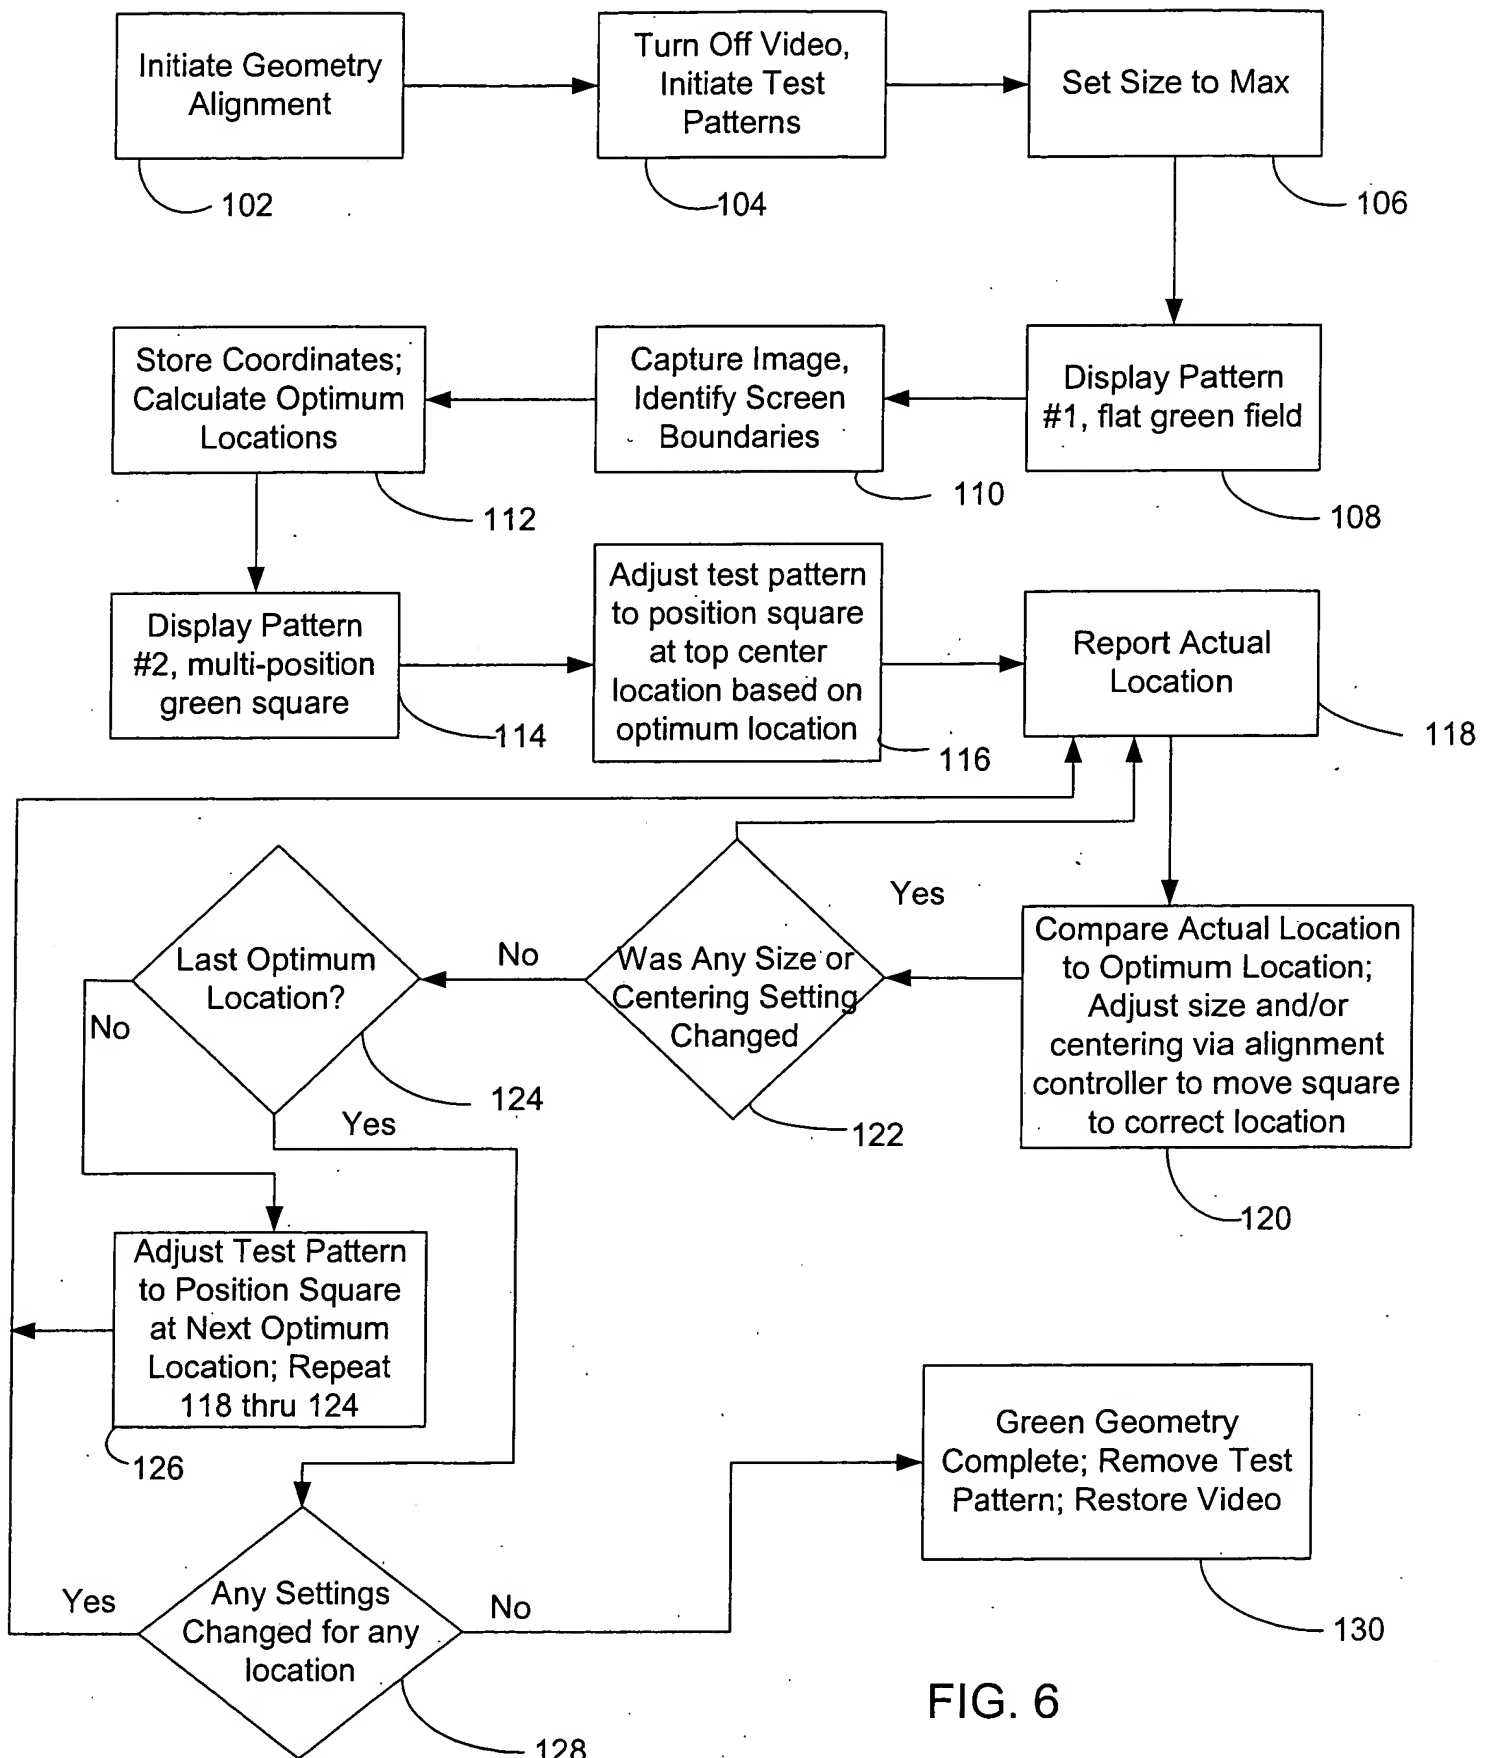 Initiate Geometry
Alignment
102
Turn Off Video,
Initiate Test
Patterns
104
Set Size to Max
106
Store Coordinates;
Calculate Optimum
Locations
112
Capture Image,
Identify Screen
Boundaries
110
Display Pattern
#1, flat green field
108
Display Pattern
#2, multi-position
green square
114
Adjust test pattern
to position square
at top center
location based on
optimum location
116
Report Actual
Location
118
Last Optimum
Location?
No
124
Yes
No
Was Any Size or
Centering Setting
Changed
Yes
122
Compare Actual Location
to Optimum Location;
Adjust size and/or
centering via alignment
controller to move square
to correct location
120
Adjust Test Pattern
to Position Square
at Next Optimum
Location; Repeat
118 thru 124
126
Green Geometry
Complete; Remove Test
Pattern; Restore Video
130
Yes
Any Settings
Changed for any
location
No
128
FIG. 6